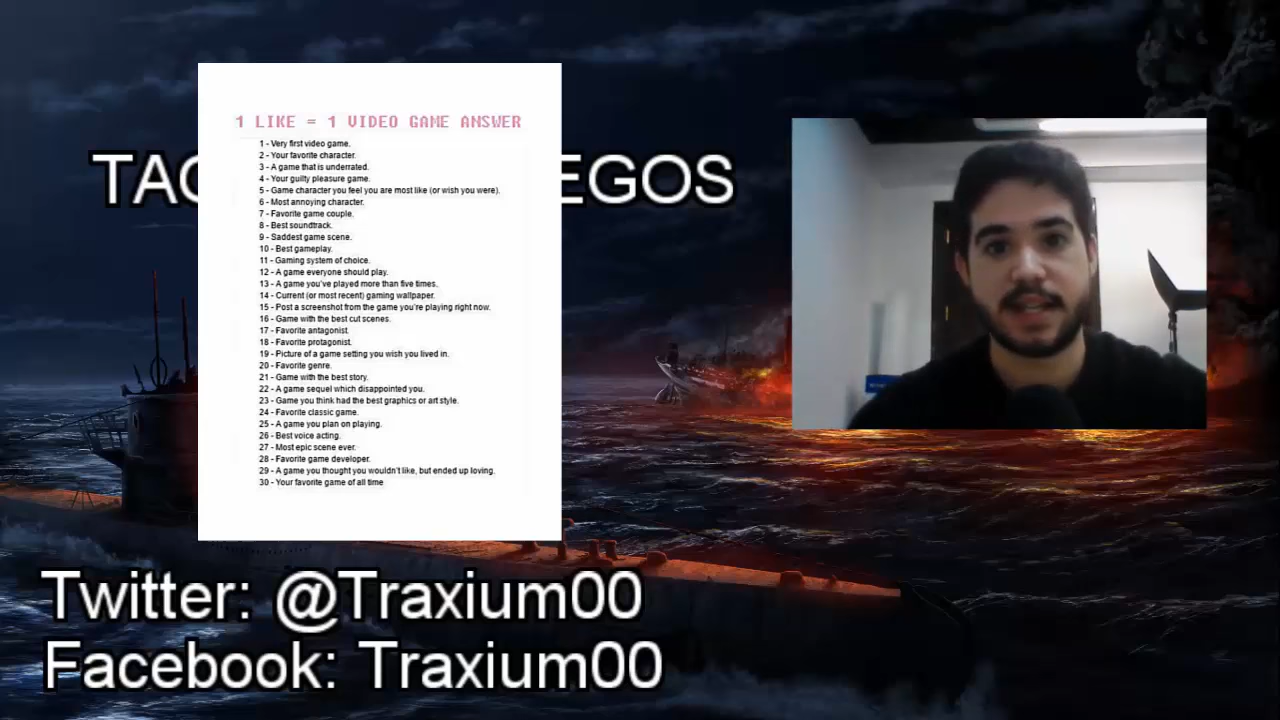 1 LIKE = 1 VIDEO GAME ANSWER
1 - Very first video game.
2 - Your favorite character.
3 - A game that is underrated.
4 - Your guilty pleasure game.
5 - Game character you feel you are most like (or wish you were).
6 - Most annoying character.
7 - Favorite game couple.
8 - Best soundtrack.
9 - Saddest game scene.
10 - Best gameplay.
11 - Gaming system of choice.
12 - A game everyone should play.
13 - A game you've played more than five times.
14 - Current (or most recent) gaming wallpaper.
15 - Post a screenshot from the game you're playing right now.
16 - Game with the best cut scenes.
17 - Favorite antagonist.
18 - Favorite protagonist.
19 - Picture of a game setting you wish you lived in.
20 - Favorite genre.
21 - Game with the best story.
22 - A game sequel which disappointed you.
23 - Game you think had the best graphics or art style.
24 - Favorite classic game.
25 - A game you plan on playing.
26 - Best voice acting.
27 - Most epic scene ever.
28 - Favorite game developer.
29 - A game you thought you wouldn't like, but ended up loving.
30 - Your favorite game of all time
TAG EGOS
Twitter: @Traxium00
Facebook: Traxium00